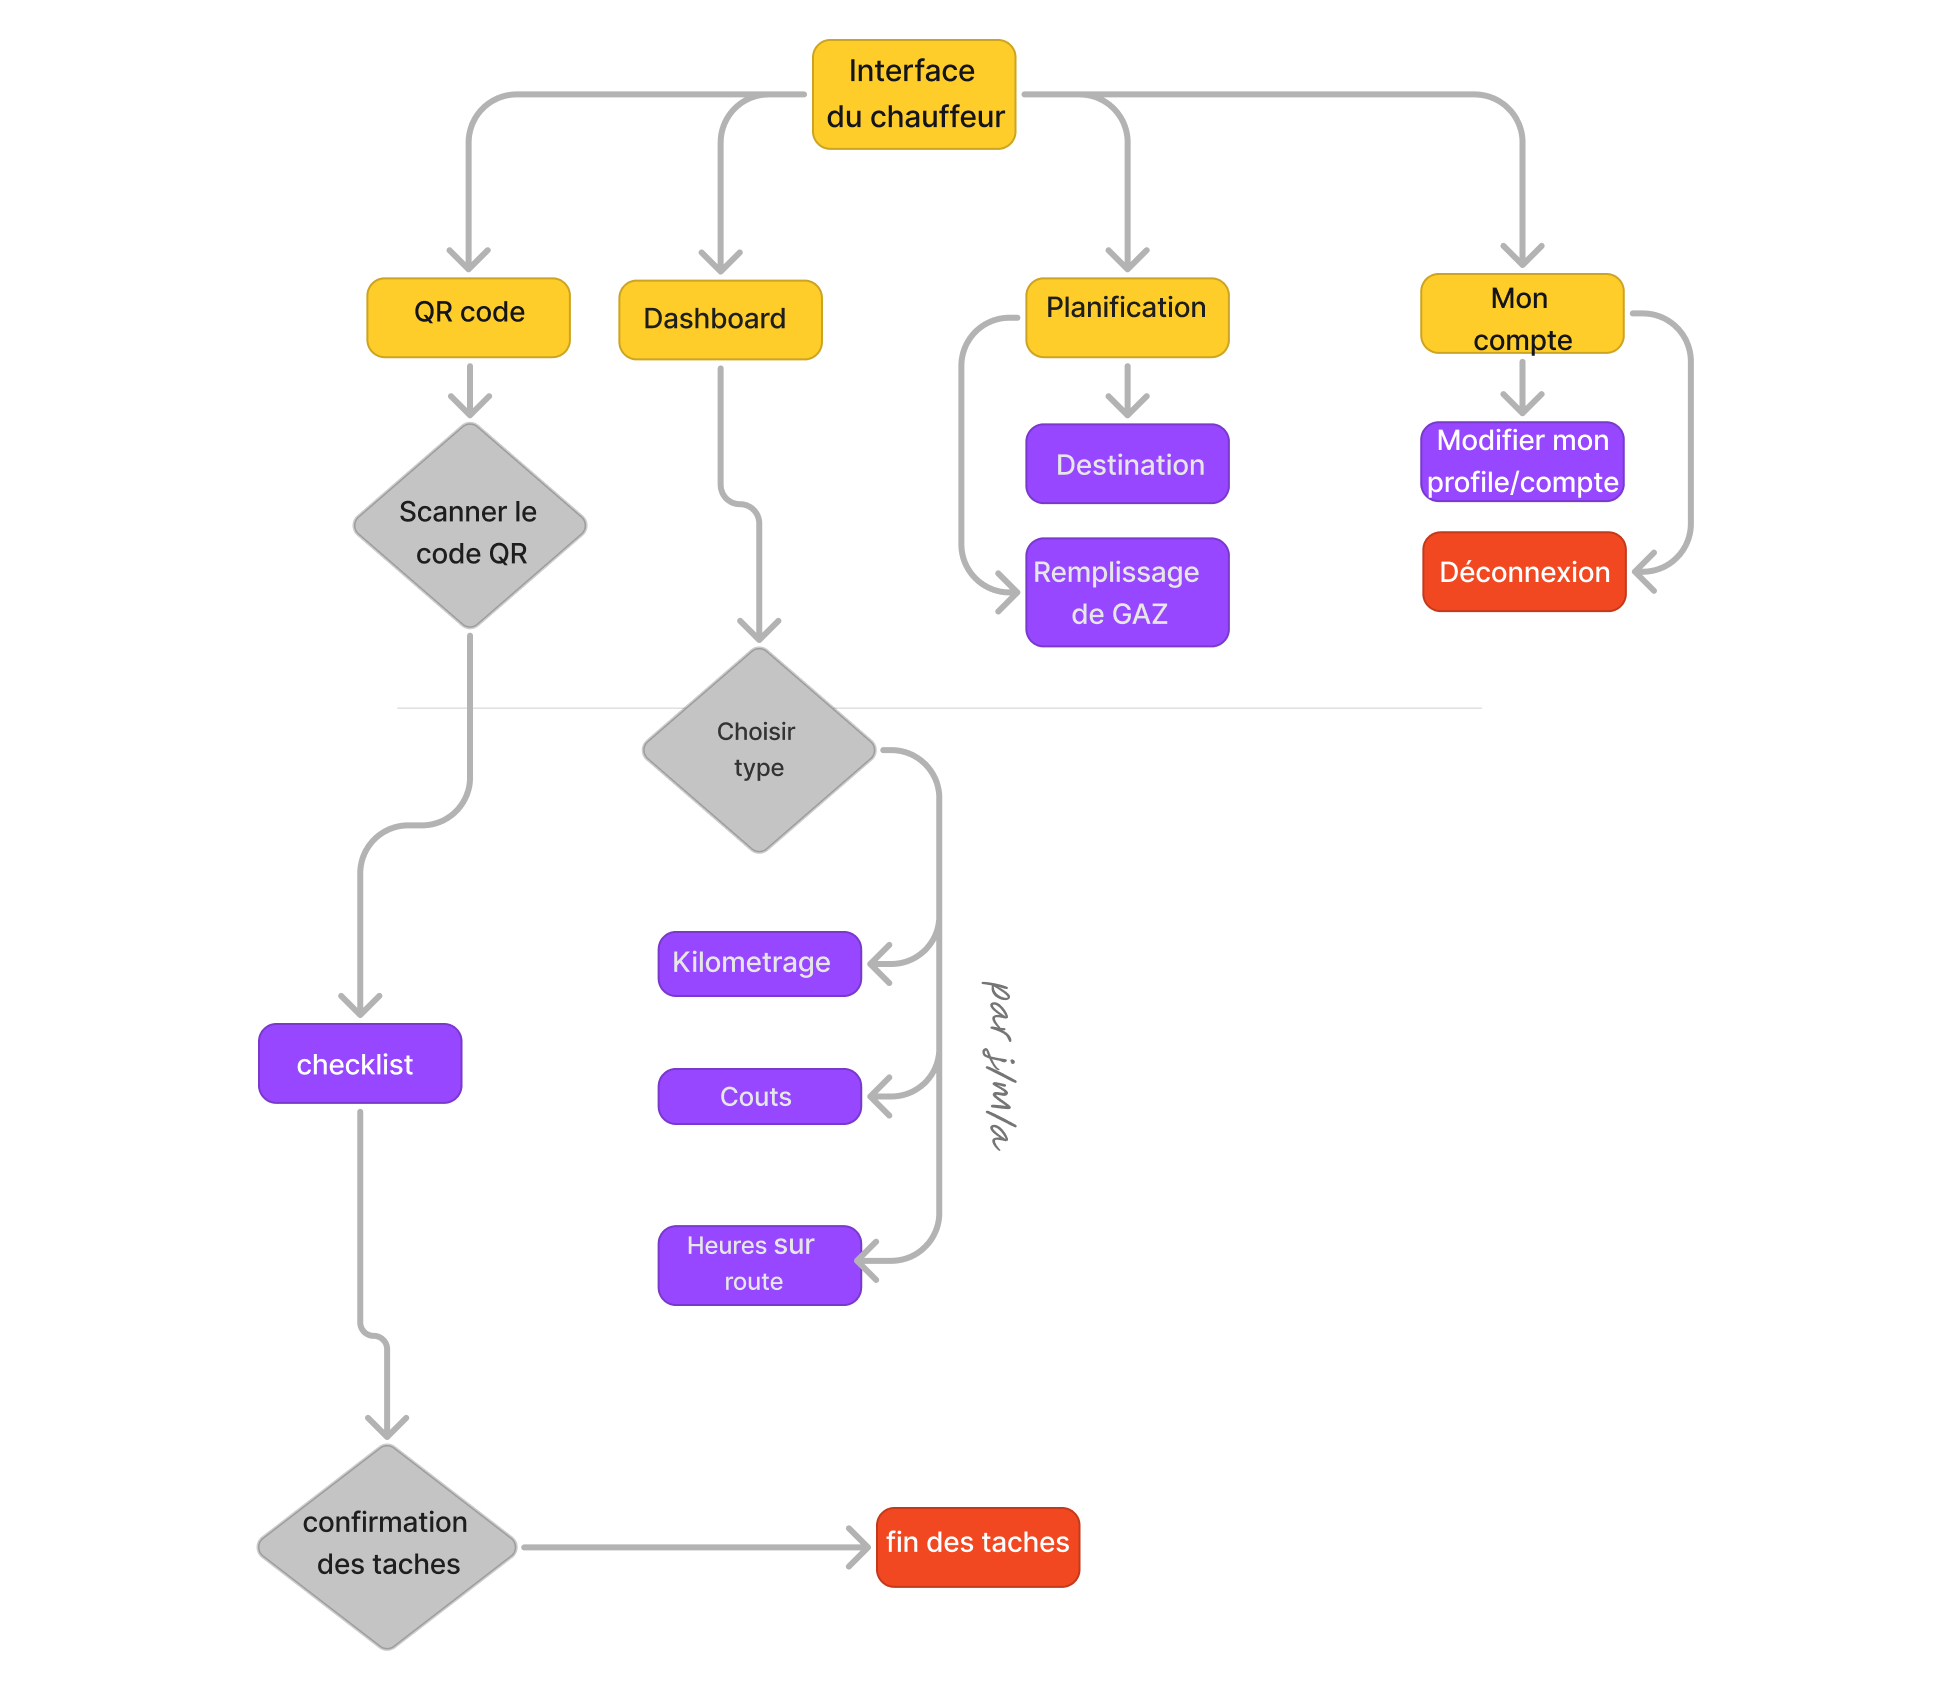 Interface
du chauffeur
QR code
Dashboard
Planification
Mon
compte
Scanner le
code QR
Destination
Modifier mon
profile/compte
Remplissage
de GAZ
Déconnexion
Choisir
type
Kilometrage
Couts
Heures sur
route
par j/m/a
checklist
confirmation
des taches
fin des taches